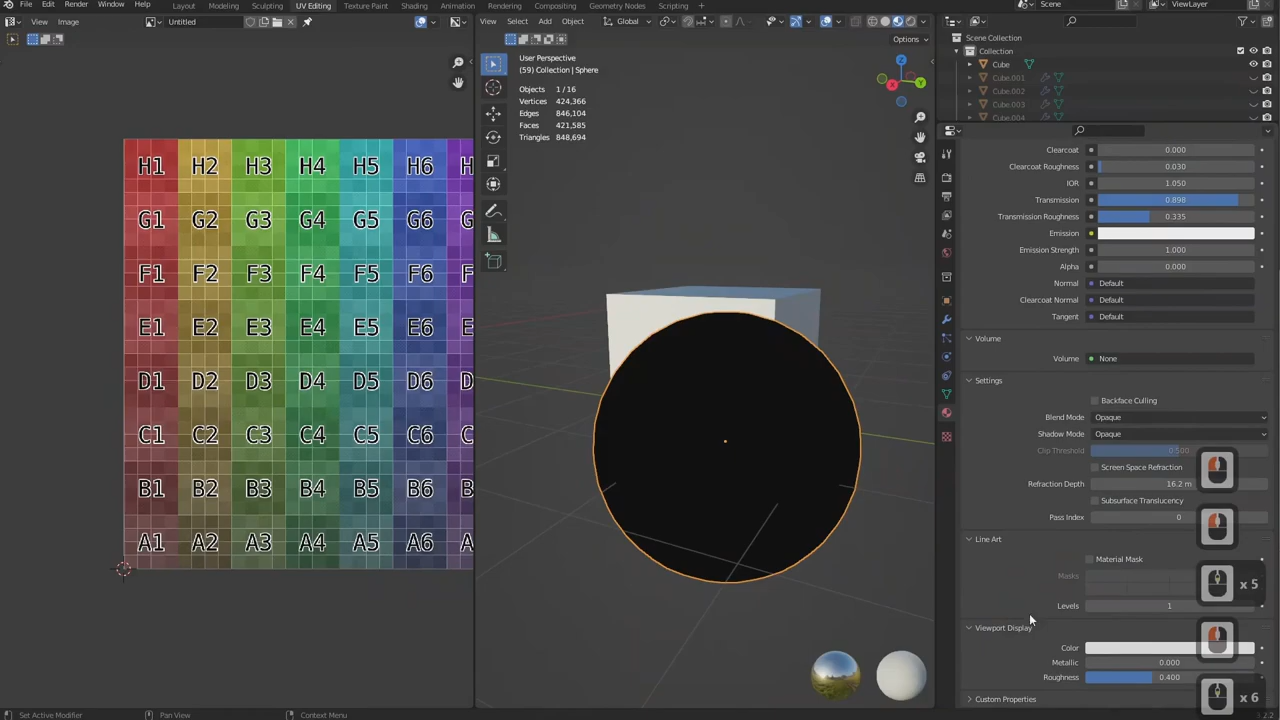 File Edit Render Window Help Layout Modeling Sculpting UV Editing Texture Paint Shading Animation Rendering Compositing Geometry Nodes Scripting Scene ViewLayer
View Image Untitled View Select Add Object Global
Options
User Perspective
(59) Collection | Sphere
Objects 1/16
Vertices 424,366
Edges 846,104
Faces 421,585
Triangles 848,694
Scene Collection
Collection
Cube
Cube.001
Cube.002
Cube.003
Cube.004
X
Y
Z
H1 H2 H3 H4 H5 H6 H
G1 G2 G3 G4 G5 G6
F1 F2 F3 F4 F5 F6
E1 E2 E3 E4 E5 E6
D1 D2 D3 D4 D5 D6
C1 C2 C3 C4 C5 C6
B1 B2 B3 B4 B5 B6
A1 A2 A3 A4 A5 A6
Clearcoat 0.000
Clearcoat Roughness 0.030
IOR 1.050
Transmission 0.898
Transmission Roughness 0.335
Emission
Emission Strength 1.000
Alpha 0.000
Normal Default
Clearcoat Normal Default
Tangent Default
Volume
Volume None
Settings
Backface Culling
Blend Mode Opaque
Shadow Mode Opaque
Clip Threshold 0.500
Screen Space Refraction
Refraction Depth 16.2 m
Subsurface Translucency
Pass Index 0
Line Art
Material Mask
Masks
Levels 1
x 5
Viewport Display
Color
Metallic 0.000
Roughness 0.400
Custom Properties
x 6
Set Active Modifier Pan View Context Menu 3.2.2